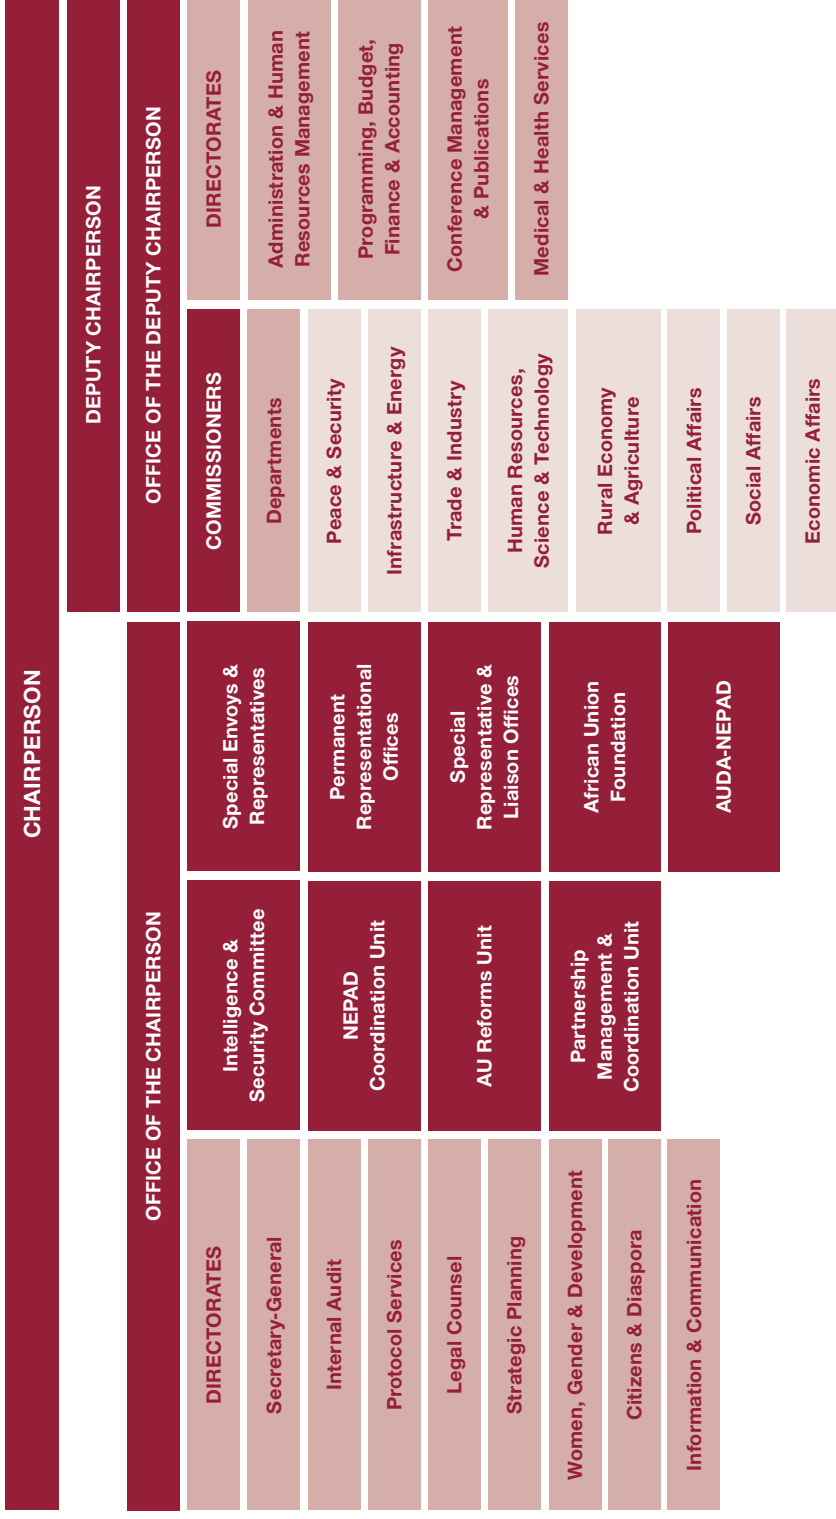 CHAIRPERSON
DEPUTY CHAIRPERSON
OFFICE OF THE CHAIRPERSON
OFFICE OF THE DEPUTY CHAIRPERSON
DIRECTORATES
Secretary-General
Internal Audit
Protocol Services
Legal Counsel
Strategic Planning
Women, Gender & Development
Citizens & Diaspora
Information & Communication
Intelligence &
Security Committee
NEPAD
Coordination Unit
AU Reforms Unit
Partnership
Management &
Coordination Unit
Special Envoys &
Representatives
Permanent
Representational
Offices
Special
Representative &
Liaison Offices
African Union
Foundation
AUDA-NEPAD
COMMISSIONERS
Departments
Peace & Security
Infrastructure & Energy
Trade & Industry
Human Resources,
Science & Technology
Rural Economy
& Agriculture
Political Affairs
Social Affairs
Economic Affairs
DIRECTORATES
Administration & Human
Resources Management
Programming, Budget,
Finance & Accounting
Conference Management
& Publications
Medical & Health Services